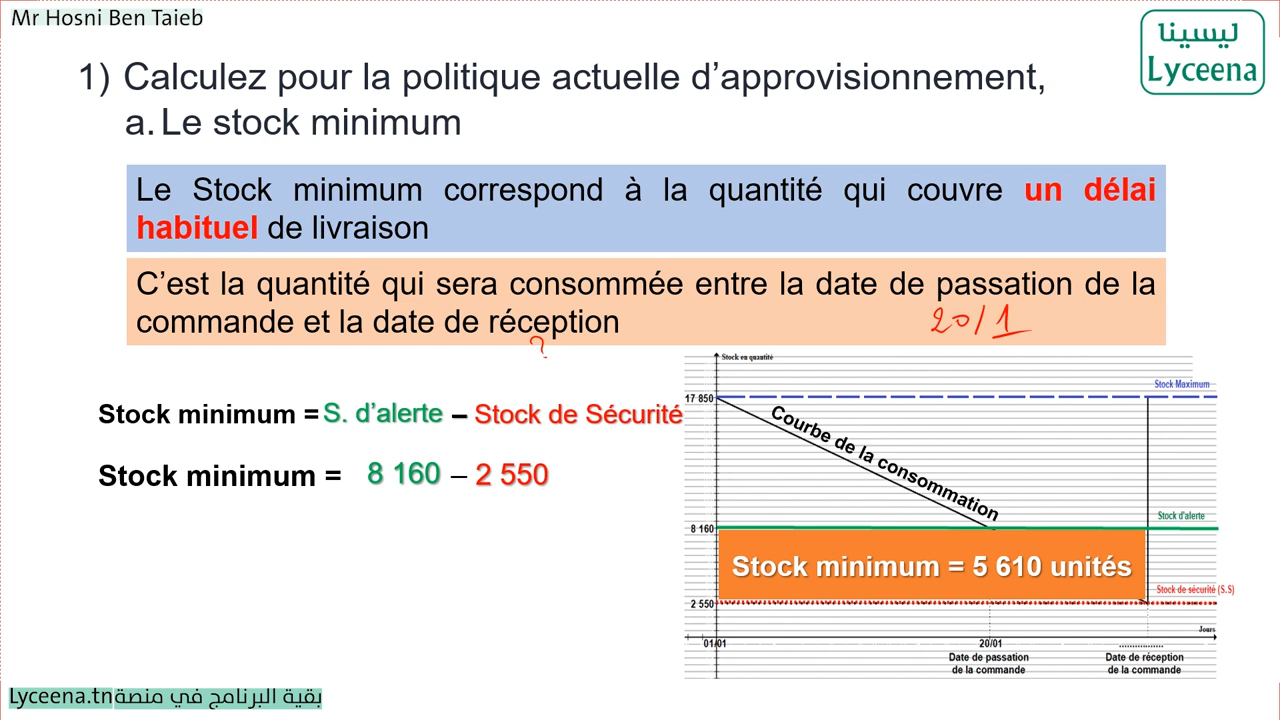 Mr Hosni Ben Taieb
ليسينا
Lyceena
1) Calculez pour la politique actuelle d’approvisionnement,
a. Le stock minimum
Le Stock minimum correspond à la quantité qui couvre un délai
habituel de livraison
C’est la quantité qui sera consommée entre la date de passation de la
commande et la date de réception
20/1
?
Stock minimum = S. d’alerte – Stock de Sécurité
Stock minimum = 8 160 – 2 550
Stock en quantité
Stock Maximum
17 850
Courbe de la consommation
Stock d'alerte
8 160
Stock minimum = 5 610 unités
Stock de sécurité (S.S)
2 550
Jours
01/01
20/01
................
Date de passation
de la commande
Date de réception
de la commande
Lyceena.tn بقية البرنامج في منصة